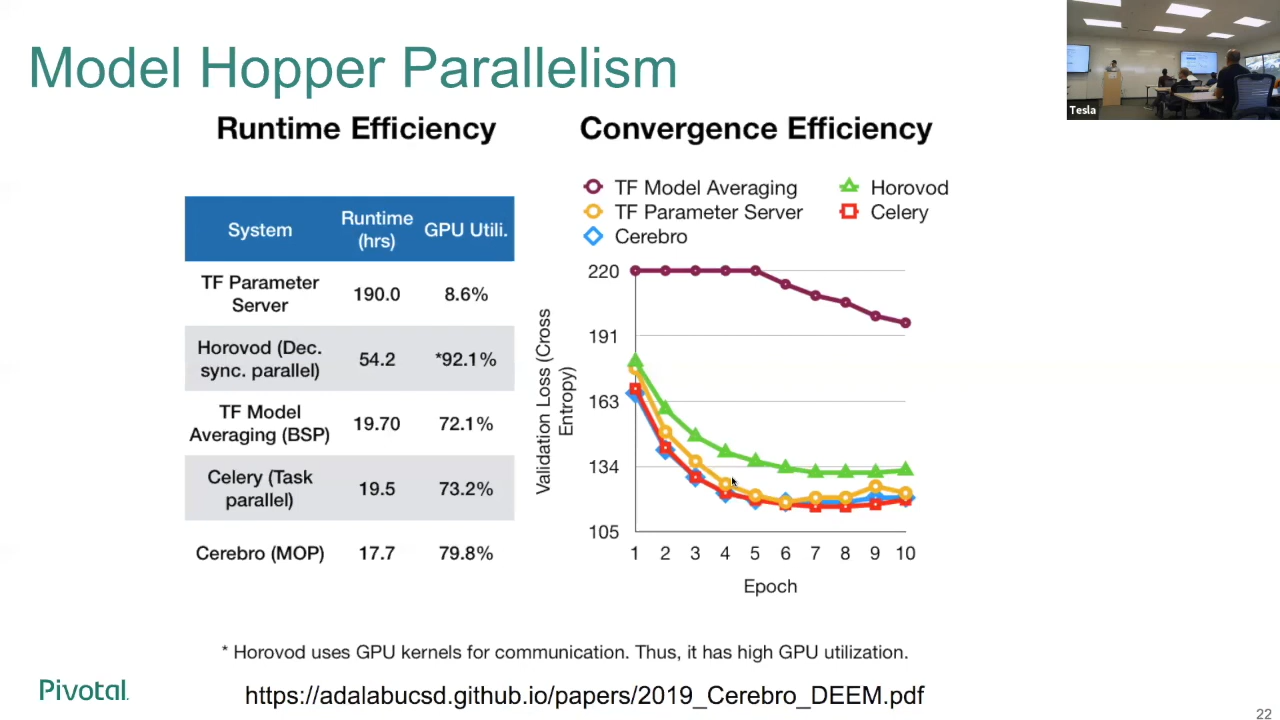 Model Hopper Parallelism
Tesla
Runtime Efficiency
System Runtime (hrs) GPU Utili.
TF Parameter Server 190.0 8.6%
Horovod (Dec. sync. parallel) 54.2 *92.1%
TF Model Averaging (BSP) 19.70 72.1%
Celery (Task parallel) 19.5 73.2%
Cerebro (MOP) 17.7 79.8%
Convergence Efficiency
TF Model Averaging
Horovod
TF Parameter Server
Celery
Cerebro
Validation Loss (Cross
Entropy)
220
191
163
134
105
1 2 3 4 5 6 7 8 9 10
Epoch
* Horovod uses GPU kernels for communication. Thus, it has high GPU utilization.
Pivotal.
https://adalabucsd.github.io/papers/2019_Cerebro_DEEM.pdf
22